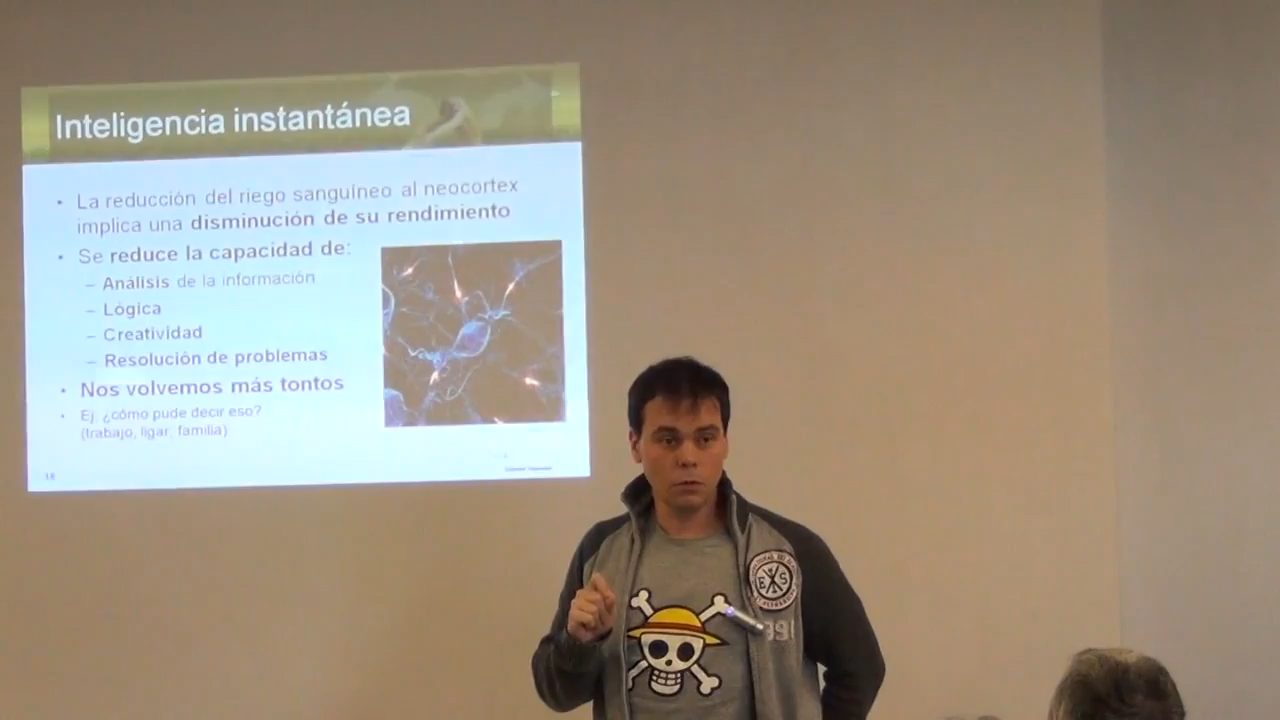 Inteligencia instantánea
• La reducción del riego sanguíneo al neocortex
implica una disminución de su rendimiento
• Se reduce la capacidad de:
– Análisis de la información
– Lógica
– Creatividad
– Resolución de problemas
• Nos volvemos más tontos
• Ej. ¿cómo pude decir eso?
(trabajo, ligar, familia)
EXS
391